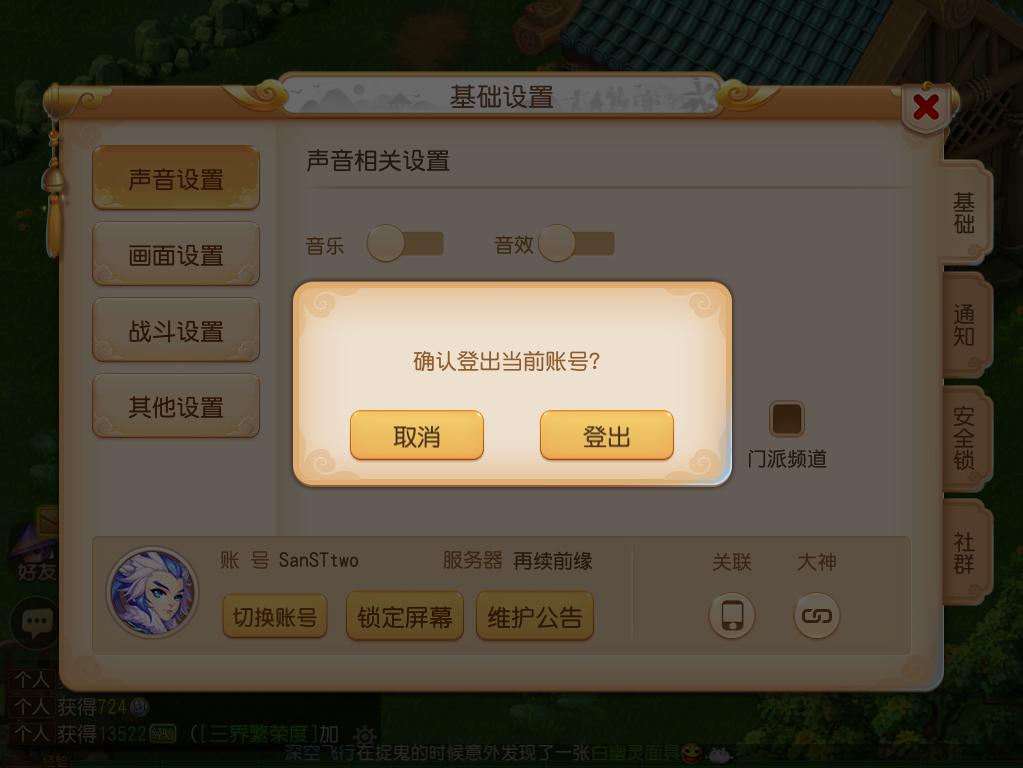 基础设置
声音设置
画面设置
战斗设置
其他设置
声音相关设置
音乐
音效
确认登出当前账号?
取消
登出
门派频道
基础
通知
安全锁
社群
账 号 SanSTtwo
服务器 再续前缘
关联
大神
切换账号
锁定屏幕
维护公告
好友
个人
个人 获得724
个人 获得13522 经验 ([三界繁荣度]加
深空飞行在捉鬼的时候意外发现了一张白幽灵面具